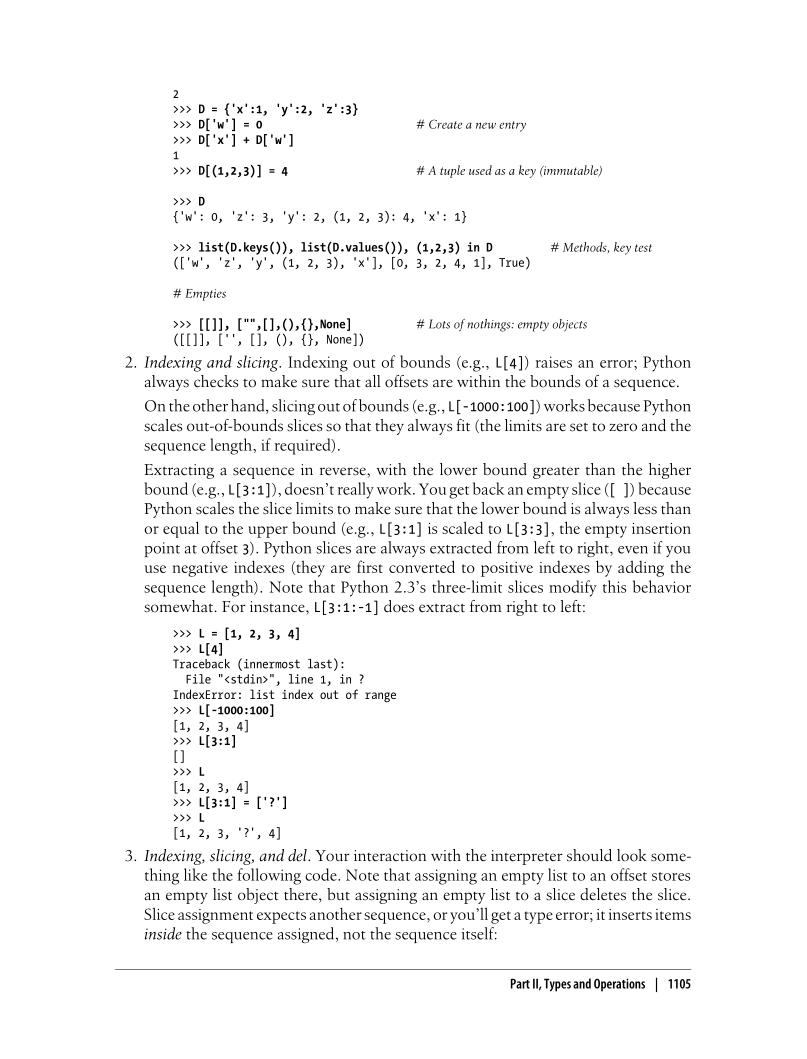 2
>>> D = {'x':1, 'y':2, 'z':3}
>>> D['w'] = 0 # Create a new entry
>>> D['x'] + D['w']
1
>>> D[(1,2,3)] = 4 # A tuple used as a key (immutable)
>>> D
{'w': 0, 'z': 3, 'y': 2, (1, 2, 3): 4, 'x': 1}
>>> list(D.keys()), list(D.values()), (1,2,3) in D # Methods, key test
(['w', 'z', 'y', (1, 2, 3), 'x'], [0, 3, 2, 4, 1], True)
# Empties
>>> [[]], ["",[],(),{},None] # Lots of nothings: empty objects
([[]], ['', [], (), {}, None])
2. Indexing and slicing. Indexing out of bounds (e.g., L[4]) raises an error; Python
always checks to make sure that all offsets are within the bounds of a sequence.
On the other hand, slicing out of bounds (e.g., L[-1000:100]) works because Python
scales out-of-bounds slices so that they always fit (the limits are set to zero and the
sequence length, if required).
Extracting a sequence in reverse, with the lower bound greater than the higher
bound (e.g., L[3:1]), doesn't really work. You get back an empty slice ([ ]) because
Python scales the slice limits to make sure that the lower bound is always less than
or equal to the upper bound (e.g., L[3:1] is scaled to L[3:3], the empty insertion
point at offset 3). Python slices are always extracted from left to right, even if you
use negative indexes (they are first converted to positive indexes by adding the
sequence length). Note that Python 2.3's three-limit slices modify this behavior
somewhat. For instance, L[3:1:-1] does extract from right to left:
>>> L = [1, 2, 3, 4]
>>> L[4]
Traceback (innermost last):
File "<stdin>", line 1, in ?
IndexError: list index out of range
>>> L[-1000:100]
[1, 2, 3, 4]
>>> L[3:1]
[]
>>> L
[1, 2, 3, 4]
>>> L[3:1] = ['?']
>>> L
[1, 2, 3, '?', 4]
3. Indexing, slicing, and del. Your interaction with the interpreter should look some-
thing like the following code. Note that assigning an empty list to an offset stores
an empty list object there, but assigning an empty list to a slice deletes the slice.
Slice assignment expects another sequence, or you'll get a type error; it inserts items
inside the sequence assigned, not the sequence itself:
Part II, Types and Operations | 1105